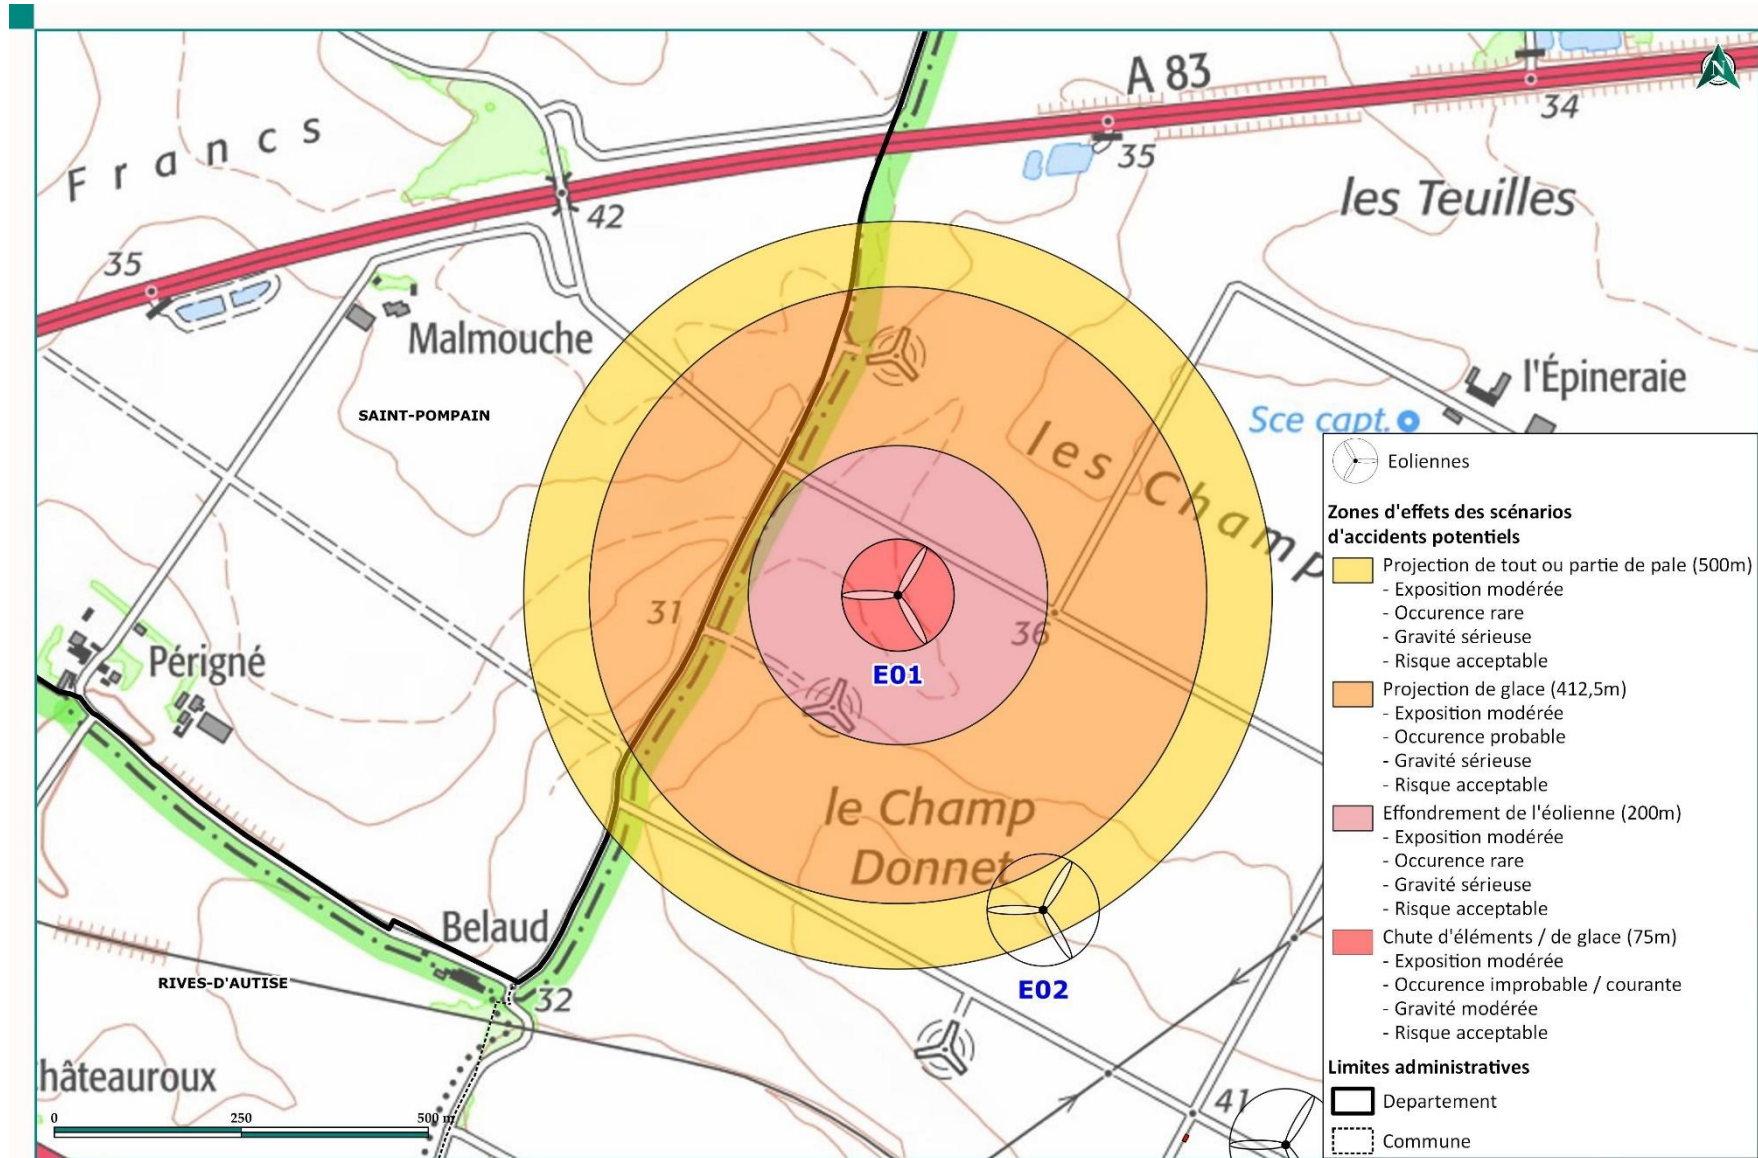 N
A 83
34
35
Francs
les Teuilles
42
35
Malmouche
l'Épineraie
SAINT-POMPAIN
Sce capt.
les Champ
31
36
Périgné
E01
le Champ
Donnet
Belaud
E02
RIVES-D'AUTISE
32
hâteauroux
41
0 250 500 m
Eoliennes
Zones d'effets des scénarios
d'accidents potentiels
Projection de tout ou partie de pale (500m)
- Exposition modérée
- Occurence rare
- Gravité sérieuse
- Risque acceptable
Projection de glace (412,5m)
- Exposition modérée
- Occurence probable
- Gravité sérieuse
- Risque acceptable
Effondrement de l'éolienne (200m)
- Exposition modérée
- Occurence rare
- Gravité sérieuse
- Risque acceptable
Chute d'éléments / de glace (75m)
- Exposition modérée
- Occurence improbable / courante
- Gravité modérée
- Risque acceptable
Limites administratives
Departement
Commune